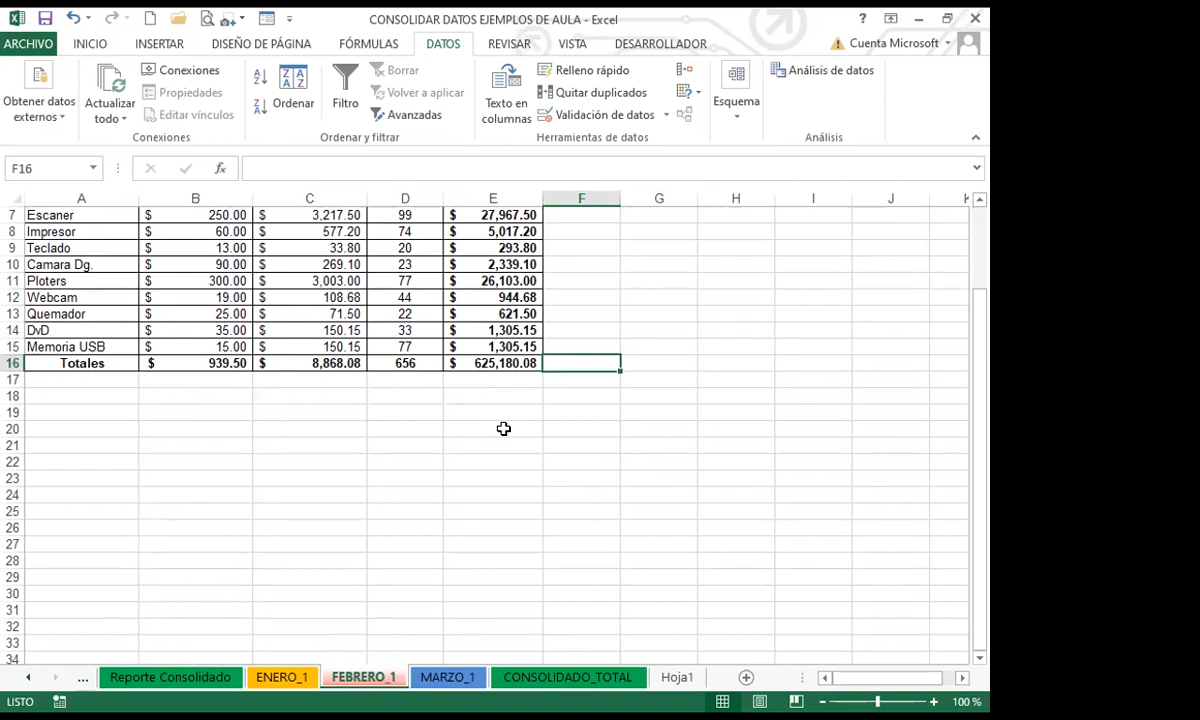 CONSOLIDAR DATOS EJEMPLOS DE AULA - Excel
ARCHIVO INICIO INSERTAR DISEÑO DE PÁGINA FÓRMULAS DATOS REVISAR VISTA DESARROLLADOR Cuenta Microsoft
Obtener datos externos
Actualizar todo
Conexiones
Propiedades
Editar vínculos
Conexiones
Ordenar
Filtro
Borrar
Volver a aplicar
Avanzadas
Ordenar y filtrar
Texto en columnas
Relleno rápido
Quitar duplicados
Validación de datos
Herramientas de datos
Esquema
Análisis de datos
Análisis
F16 fx
A B C D E F G H I J K
7 Escaner $ 250.00 $ 3,217.50 99 $ 27,967.50
8 Impresor $ 60.00 $ 577.20 74 $ 5,017.20
9 Teclado $ 13.00 $ 33.80 20 $ 293.80
10 Camara Dg. $ 90.00 $ 269.10 23 $ 2,339.10
11 Ploters $ 300.00 $ 3,003.00 77 $ 26,103.00
12 Webcam $ 19.00 $ 108.68 44 $ 944.68
13 Quemador $ 25.00 $ 71.50 22 $ 621.50
14 DvD $ 35.00 $ 150.15 33 $ 1,305.15
15 Memoria USB $ 15.00 $ 150.15 77 $ 1,305.15
16 Totales $ 939.50 $ 8,868.08 656 $ 625,180.08
17
18
19
20
21
22
23
24
25
26
27
28
29
30
31
32
33
34
... Reporte Consolidado ENERO_1 FEBRERO_1 MARZO_1 CONSOLIDADO_TOTAL Hoja1
LISTO 100 %